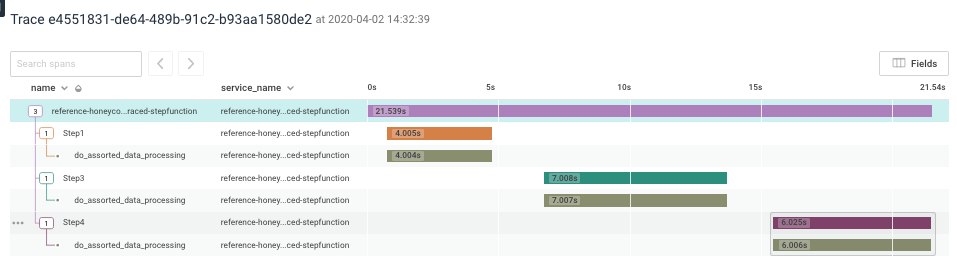 Trace e4551831-de64-489b-91c2-b93aa1580de2 at 2020-04-02 14:32:39
Search spans Fields
name service_name 0s 5s 10s 15s 21.54s
3 reference-honeyco...raced-stepfunction reference-honey...ced-stepfunction 21.539s
1 Step1 reference-honey...ced-stepfunction 4.005s
do_assorted_data_processing reference-honey...ced-stepfunction 4.004s
1 Step3 reference-honey...ced-stepfunction 7.008s
do_assorted_data_processing reference-honey...ced-stepfunction 7.007s
1 Step4 reference-honey...ced-stepfunction 6.025s
do_assorted_data_processing reference-honey...ced-stepfunction 6.006s